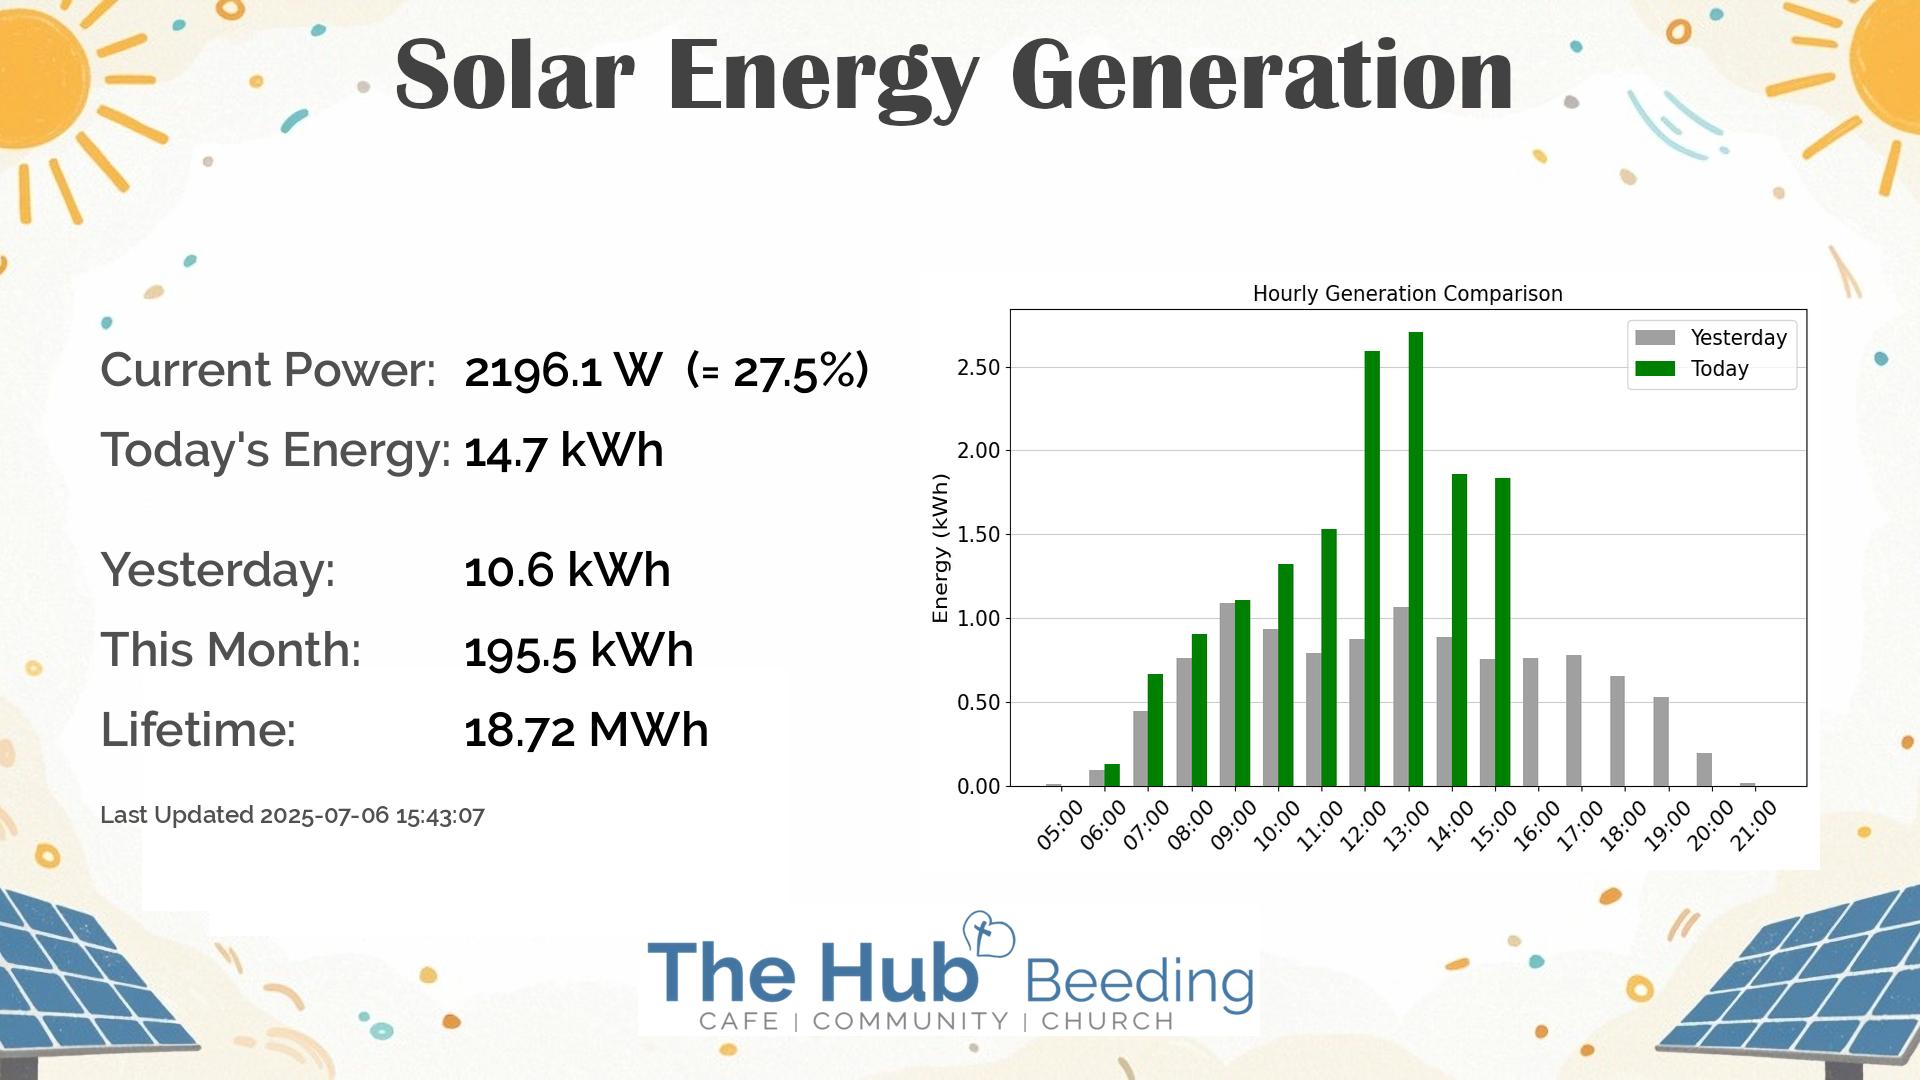 Solar Energy Generation
Current Power: 2196.1 W (= 27.5%)
Today's Energy: 14.7 kWh
Yesterday: 10.6 kWh
This Month: 195.5 kWh
Lifetime: 18.72 MWh
Last Updated 2025-07-06 15:43:07
Hourly Generation Comparison
Yesterday
Today
Energy (kWh)
2.50
2.00
1.50
1.00
0.50
0.00
05:00 06:00 07:00 08:00 09:00 10:00 11:00 12:00 13:00 14:00 15:00 16:00 17:00 18:00 19:00 20:00 21:00
The Hub Beeding
CAFE | COMMUNITY | CHURCH